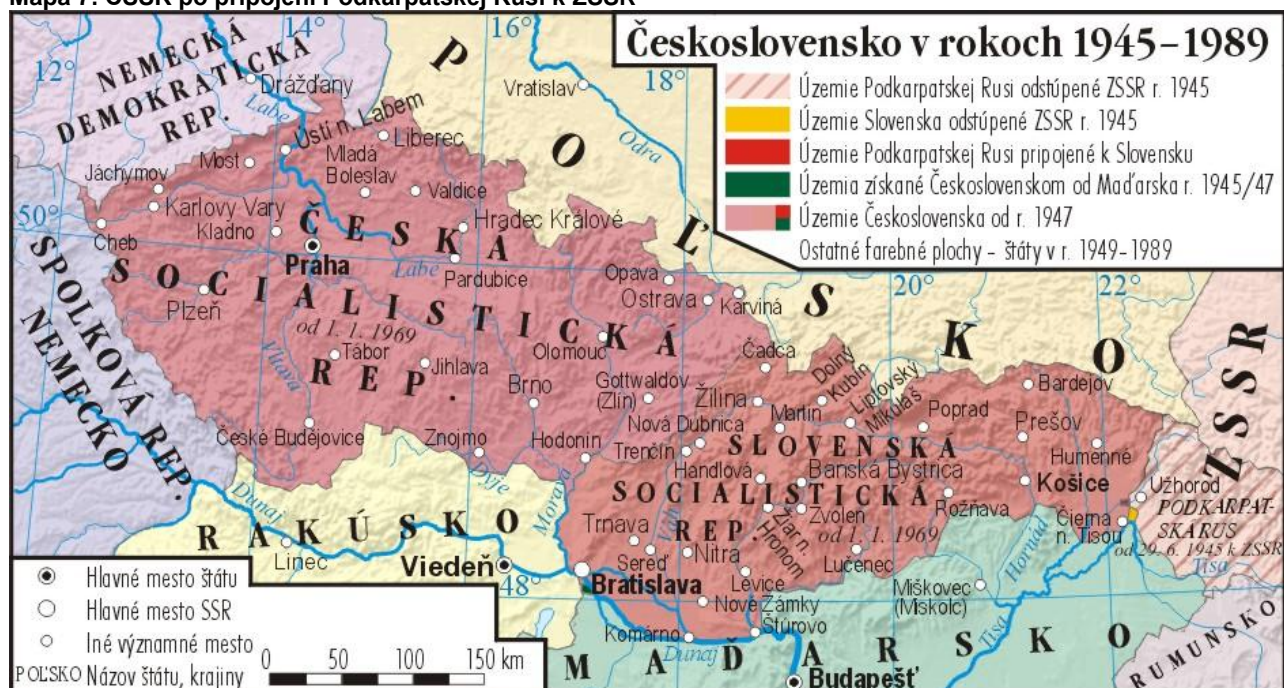 Mapa 7: ČSSR po pripojení Podkarpatskej Rusi k ZSSR
Československo v rokoch 1945–1989
Územie Podkarpatskej Rusi odstúpené ZSSR r. 1945
Územie Slovenska odstúpené ZSSR r. 1945
Územie Podkarpatskej Rusi pripojené k Slovensku
Územia získané Československom od Maďarska r. 1945/47
Územie Československa od r. 1947
Ostatné farebné plochy – štáty v r. 1949–1989
12°
14°
16°
18°
20°
22°
50°
48°
NEMECKÁ
DEMOKRATICKÁ
REP.
SPOLKOVÁ REP.
NEMECKO
POĽSKO
ZSSR
RAKÚSKO
MAĎARSKO
RUMUNSKO
ČESKÁ
SOCIALISTICKÁ
od 1. 1. 1969
REP.
SLOVENSKÁ
SOCIALISTICKÁ
REP.
od 1. 1. 1969
PODKARPAT-
SKÁ RUS
od 29. 6. 1945 k ZSSR
Drážďany
Labe
Vratislav
Odra
Ústí n. Labem
Liberec
Most
Mladá
Boleslav
Valdice
Jáchymov
Karlovy Vary
Kladno
Hradec Králové
Cheb
Praha
Labe
Pardubice
Opava
Ostrava
Karviná
Plzeň
Vltava
Tábor
Jihlava
Olomouc
Brno
Gottwaldov
(Zlín)
České Budějovice
Znojmo
Hodonín
Dyje
Morava
Čadca
Dolný
Kubín
Žilina
Martin
Liptovský
Mikuláš
Poprad
Bardejov
Prešov
Humenné
Nová Dubnica
Trenčín
Handlová
Banská Bystrica
Košice
Rožňava
Užhorod
Čierna
n. Tisou
Trnava
Váh
Zvolen
Žiar n.
Hronom
Sereď
Nitra
Lučenec
Levice
Bratislava
Nové Zámky
Komárno
Štúrovo
Dunaj
Dunaj
Linec
Viedeň
Miškovec
(Miskolc)
Hornád
Tisa
Tisa
Budapešť
Hlavné mesto štátu
Hlavné mesto SSR
Iné významné mesto
POĽSKO Názov štátu, krajiny
0 50 100 150 km